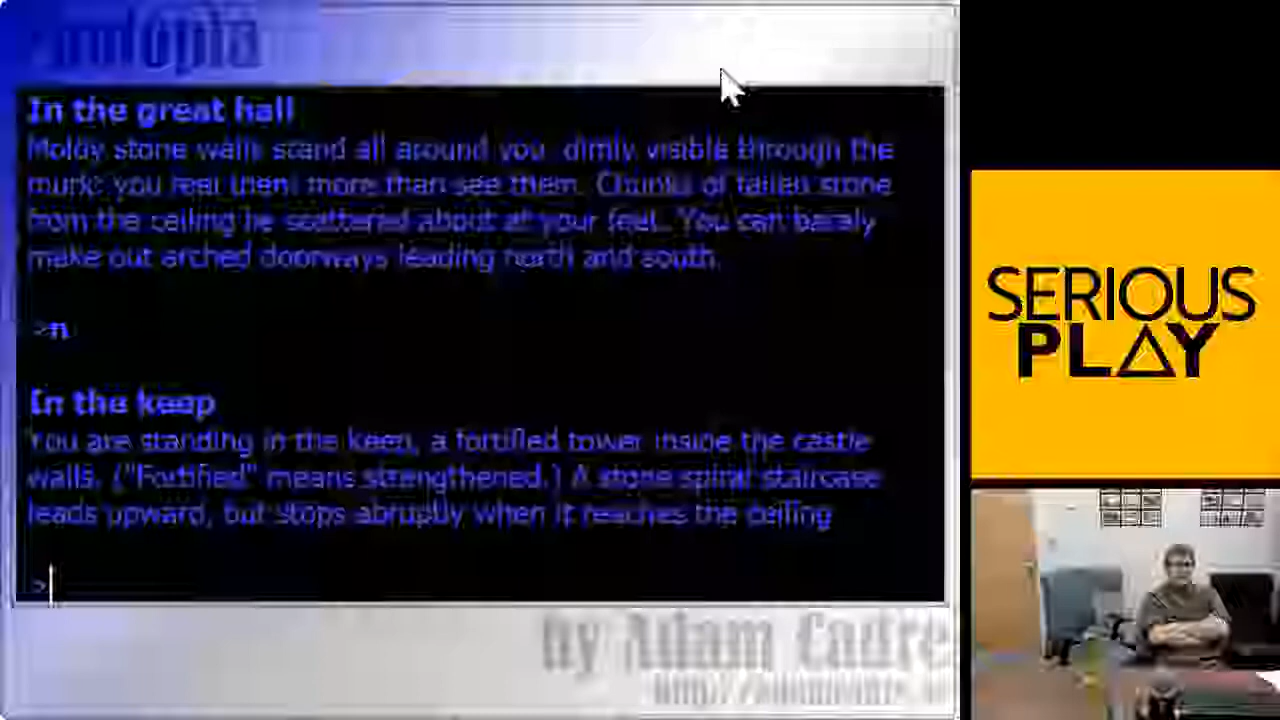 In the great hall
Moldy stone walls stand all around you, dimly visible through the
murk; you feel them more than see them. Chunks of fallen stone
from the ceiling lie scattered about at your feet. You can barely
make out arched doorways leading north and south.
>n
In the keep
You are standing in the keep, a fortified tower inside the castle
walls. ("Fortified" means strengthened.) A stone spiral staircase
leads upward, but stops abruptly when it reaches the ceiling
>
by Adam Cadre
SERIOUS
PLAY